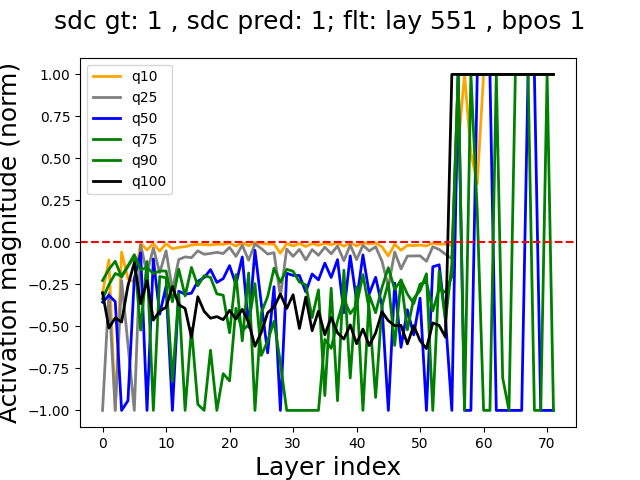 sdc gt: 1 , sdc pred: 1; flt: lay 551 , bpos 1
Activation magnitude (norm)
1.00
0.75
0.50
0.25
0.00
−0.25
−0.50
−0.75
−1.00
q10
q25
q50
q75
q90
q100
0 10 20 30 40 50 60 70
Layer index